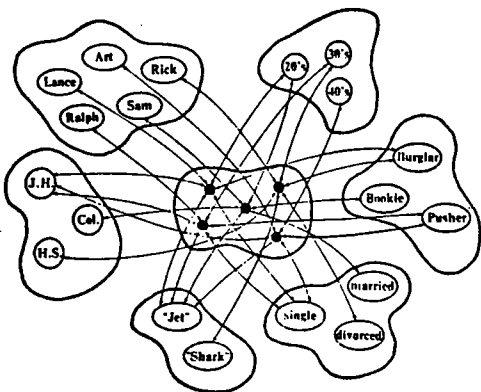 Art
Rick
Lance
Sam
Ralph
20's
30's
40's
Burglar
Bookie
Pusher
J.H.
Col.
H.S.
married
single
divorced
"Jet"
"Shark"